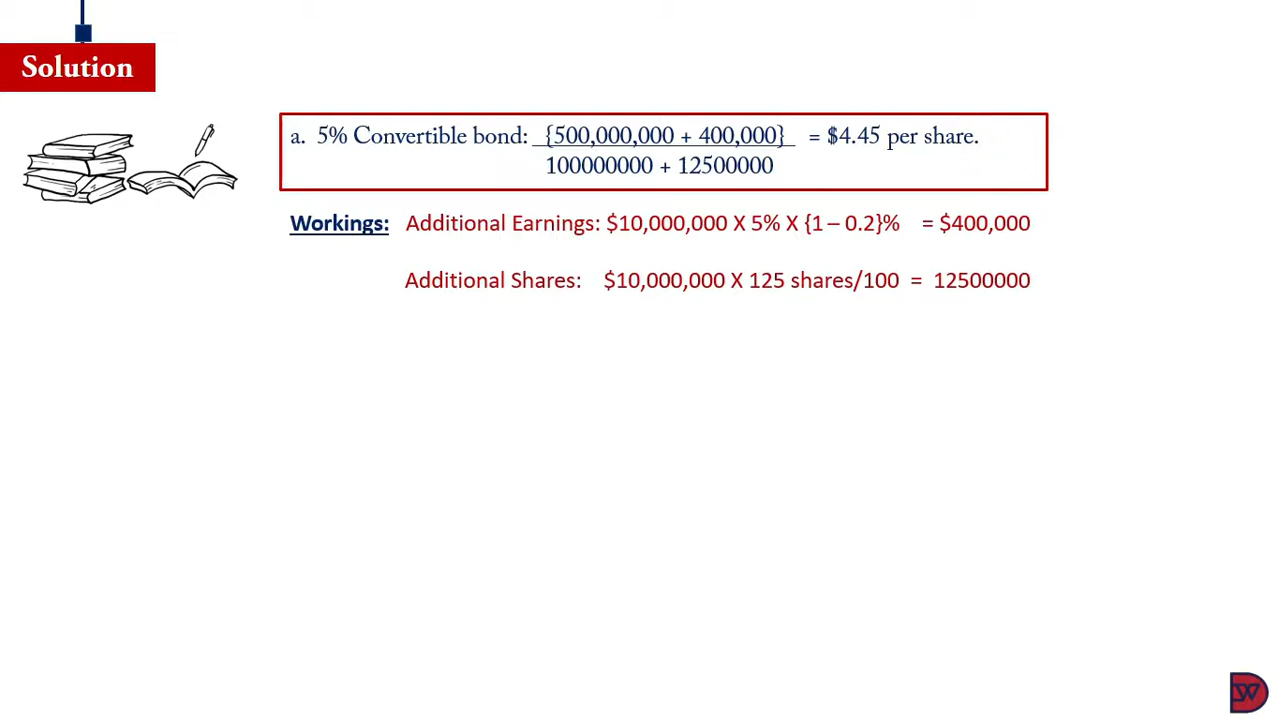 Solution
a. 5% Convertible bond: {500,000,000 + 400,000} = $4.45 per share.
100000000 + 12500000
Workings: Additional Earnings: $10,000,000 X 5% X {1 – 0.2}% = $400,000
Additional Shares: $10,000,000 X 125 shares/100 = 12500000
W